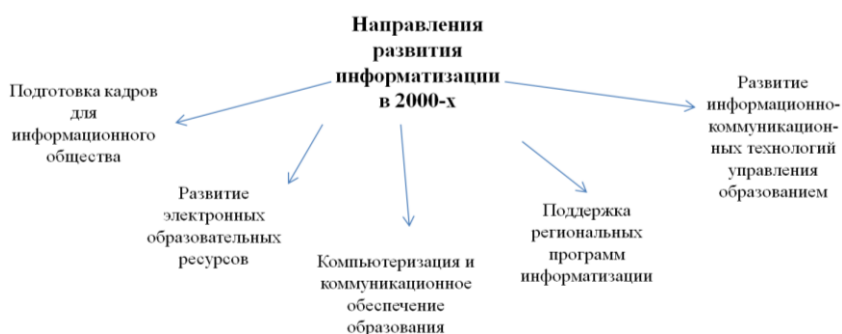 Направления
развития
информатизации
в 2000-х
Подготовка кадров
для
информационного
общества
Развитие
электронных
образовательных
ресурсов
Компьютеризация и
коммуникационное
обеспечение
образования
Поддержка
региональных
программ
информатизации
Развитие
информационно-
коммуникацион-
ных технологий
управления
образованием